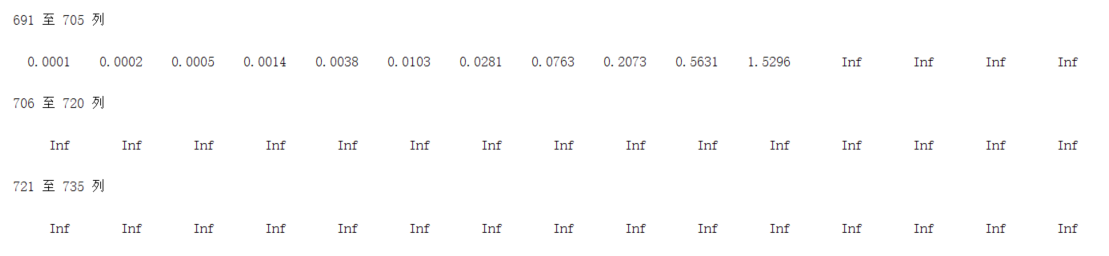 691 至 705 列
0.0001 0.0002 0.0005 0.0014 0.0038 0.0103 0.0281 0.0763 0.2073 0.5631 1.5296 Inf Inf Inf Inf
706 至 720 列
Inf Inf Inf Inf Inf Inf Inf Inf Inf Inf Inf Inf Inf Inf Inf
721 至 735 列
Inf Inf Inf Inf Inf Inf Inf Inf Inf Inf Inf Inf Inf Inf Inf